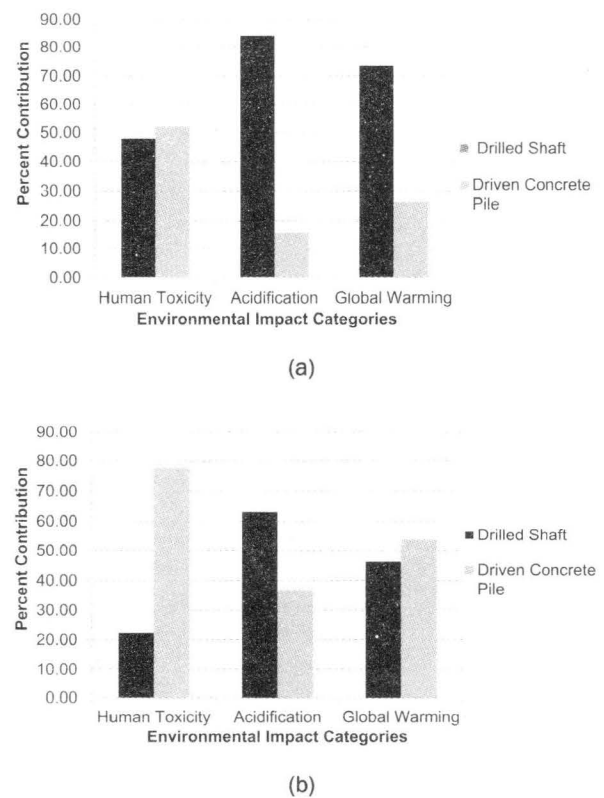 90.00
80.00
70.00
60.00
50.00
40.00
30.00
20.00
10.00
0.00
Percent Contribution
Human Toxicity Acidification Global Warming
Environmental Impact Categories
Drilled Shaft
Driven Concrete
Pile
(a)
90.00
80.00
70.00
60.00
50.00
40.00
30.00
20.00
10.00
0.00
Percent Contribution
Human Toxicity Acidification Global Warming
Environmental Impact Categories
Drilled Shaft
Driven Concrete
Pile
(b)